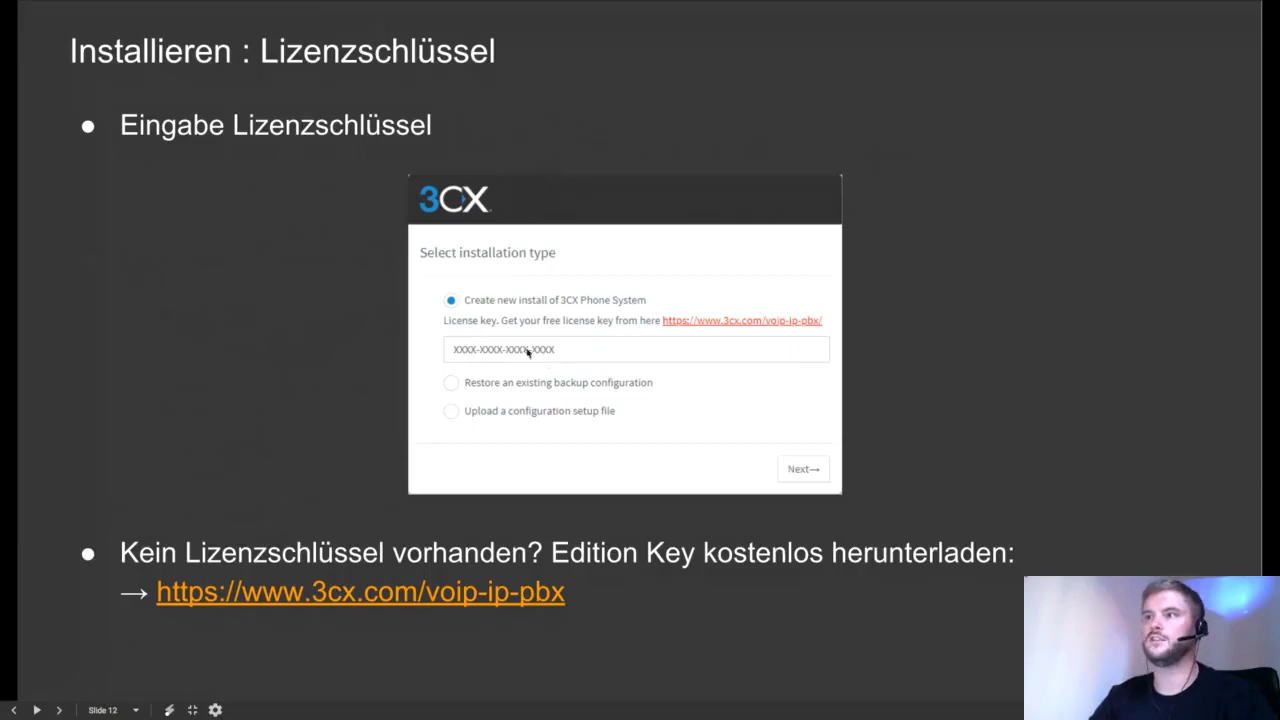 Installieren : Lizenzschlüssel
● Eingabe Lizenzschlüssel
3CX
Select installation type
Create new install of 3CX Phone System
License key. Get your free license key from here https://www.3cx.com/voip-ip-pbx/
XXXX-XXXX-XXXX-XXXX
Restore an existing backup configuration
Upload a configuration setup file
Next→
● Kein Lizenzschlüssel vorhanden? Edition Key kostenlos herunterladen:
→ https://www.3cx.com/voip-ip-pbx
Slide 12